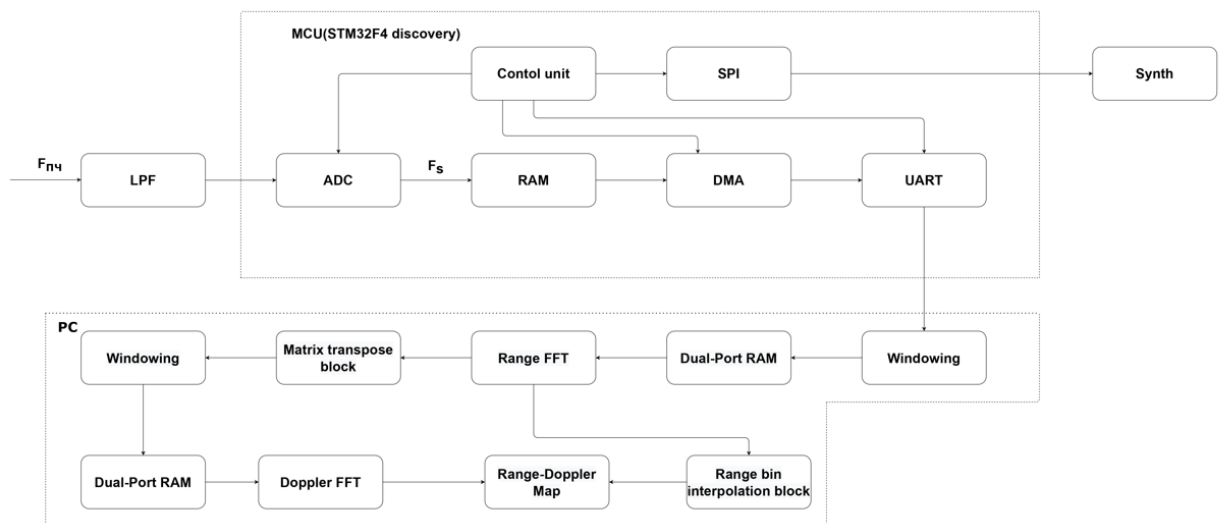 MCU(STM32F4 discovery)
Contol unit
SPI
Synth
Fпч
LPF
ADC
Fs
RAM
DMA
UART
PC
Windowing
Matrix transpose
block
Range FFT
Dual-Port RAM
Windowing
Dual-Port RAM
Doppler FFT
Range-Doppler
Map
Range bin
interpolation block